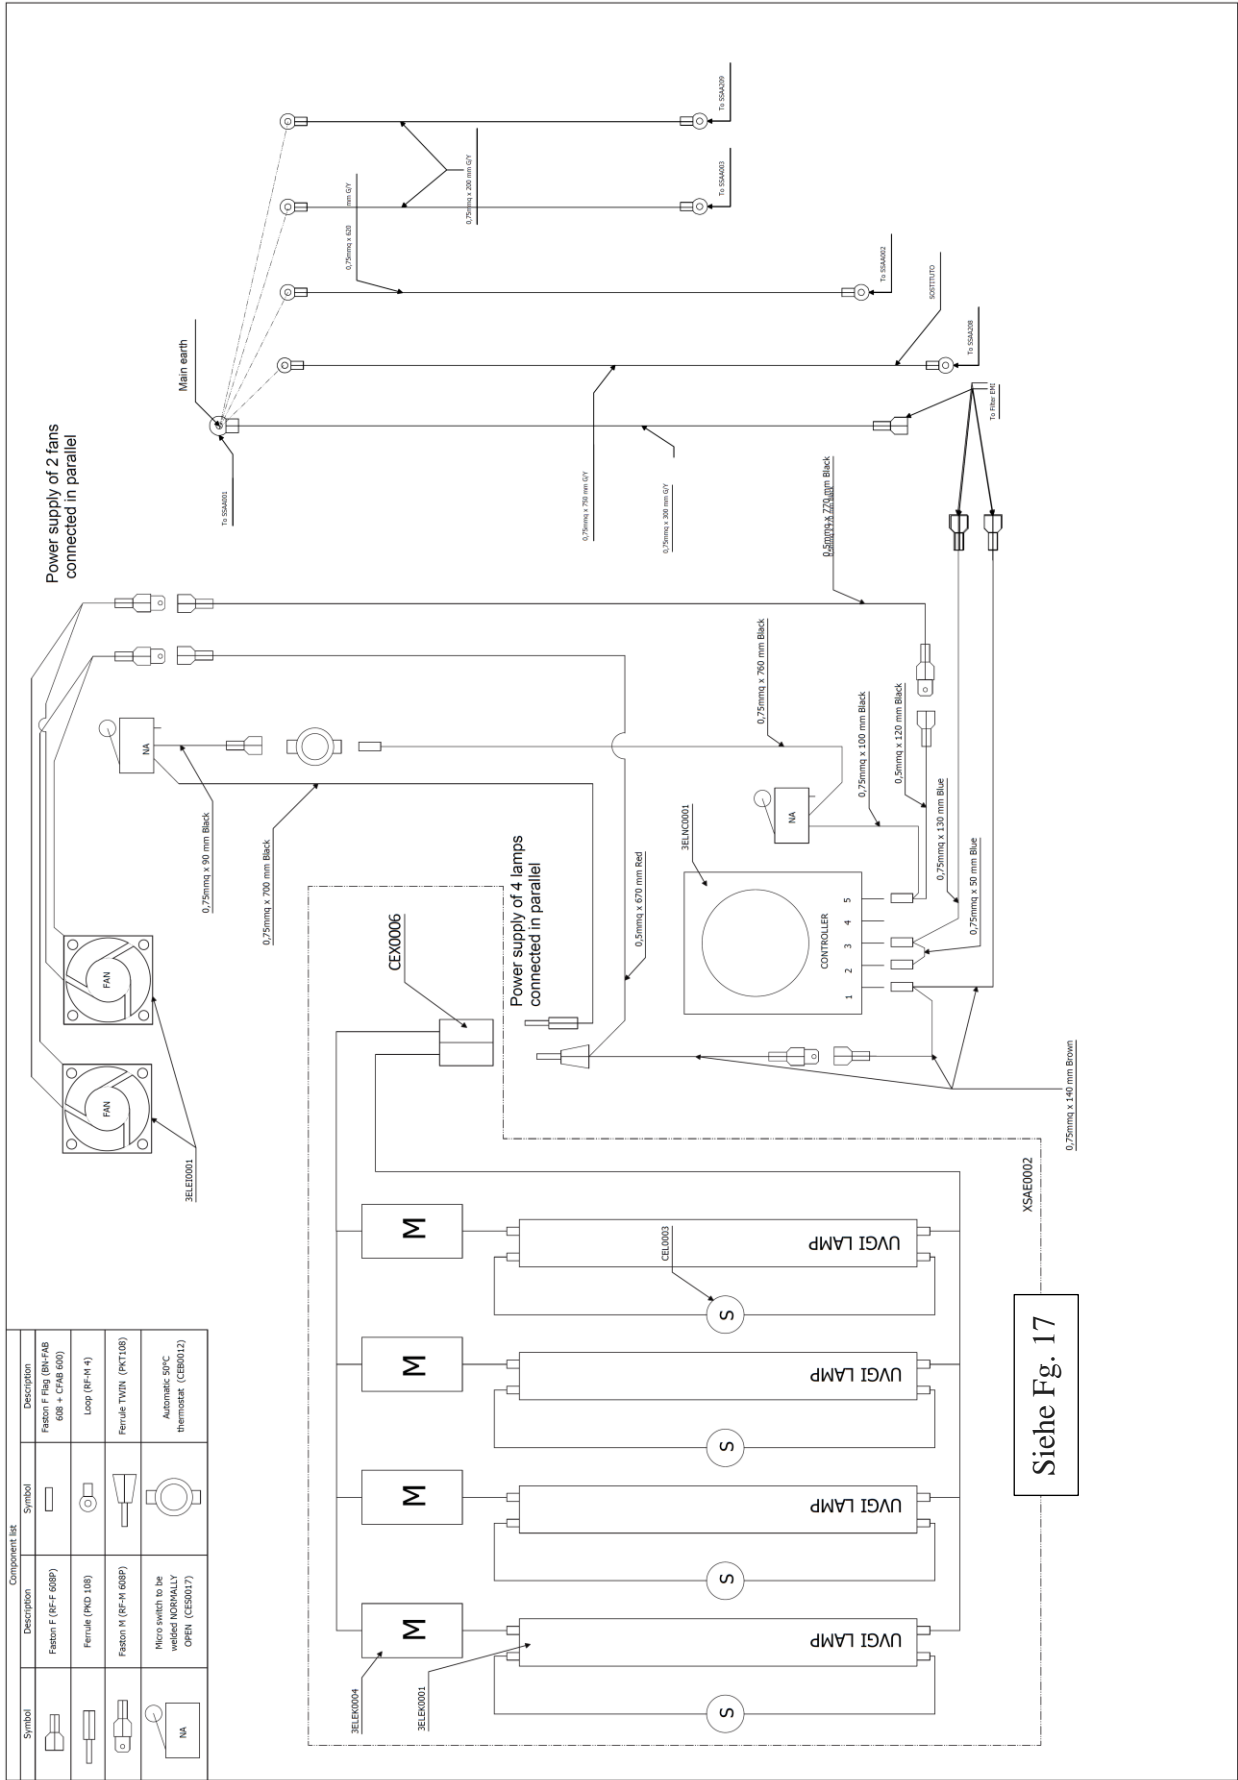 Component list
Symbol
Description
Symbol
Description
Faston F (RF-F 608P)
Faston F Flag (BN-FAB
608 + CFAB 600)
Ferrule (PKD 108)
Loop (RF-M 4)
Faston M (RF-M 608P)
Ferrule TWIN (PKT108)
NA
Micro switch to be
welded NORMALLY
OPEN (CES0017)
Automatic 50°C
thermostat (CEB0012)
3ELEI0001
FAN
FAN
Power supply of 2 fans
connected in parallel
NA
0,75mmq x 90 mm Black
0,75mmq x 700 mm Black
Main earth
To SSAA001
0,75mmq x 620
mm G/Y
0,75mmq x 200 mm G/Y
To SSAA209
To SSAA003
To SSAA002
SOSTITUTO
To SSAA208
To Filter EMI
0,75mmq x 750 mm G/Y
0,75mmq x 300 mm G/Y
0,5mmq x 770 mm Black
0,75mmq x 760 mm Black
0,75mmq x 100 mm Black
0,5mmq x 120 mm Black
0,75mmq x 130 mm Blue
0,75mmq x 50 mm Blue
NA
3ELNC0001
CONTROLLER
1
2
3
4
5
0,5mmq x 670 mm Red
Power supply of 4 lamps
connected in parallel
CEX0006
0,75mmq x 140 mm Brown
XSAE0002
3ELEK0004
3ELEK0001
CEL0003
M
M
M
M
S
S
S
S
UVGI LAMP
UVGI LAMP
UVGI LAMP
UVGI LAMP
Siehe Fg. 17